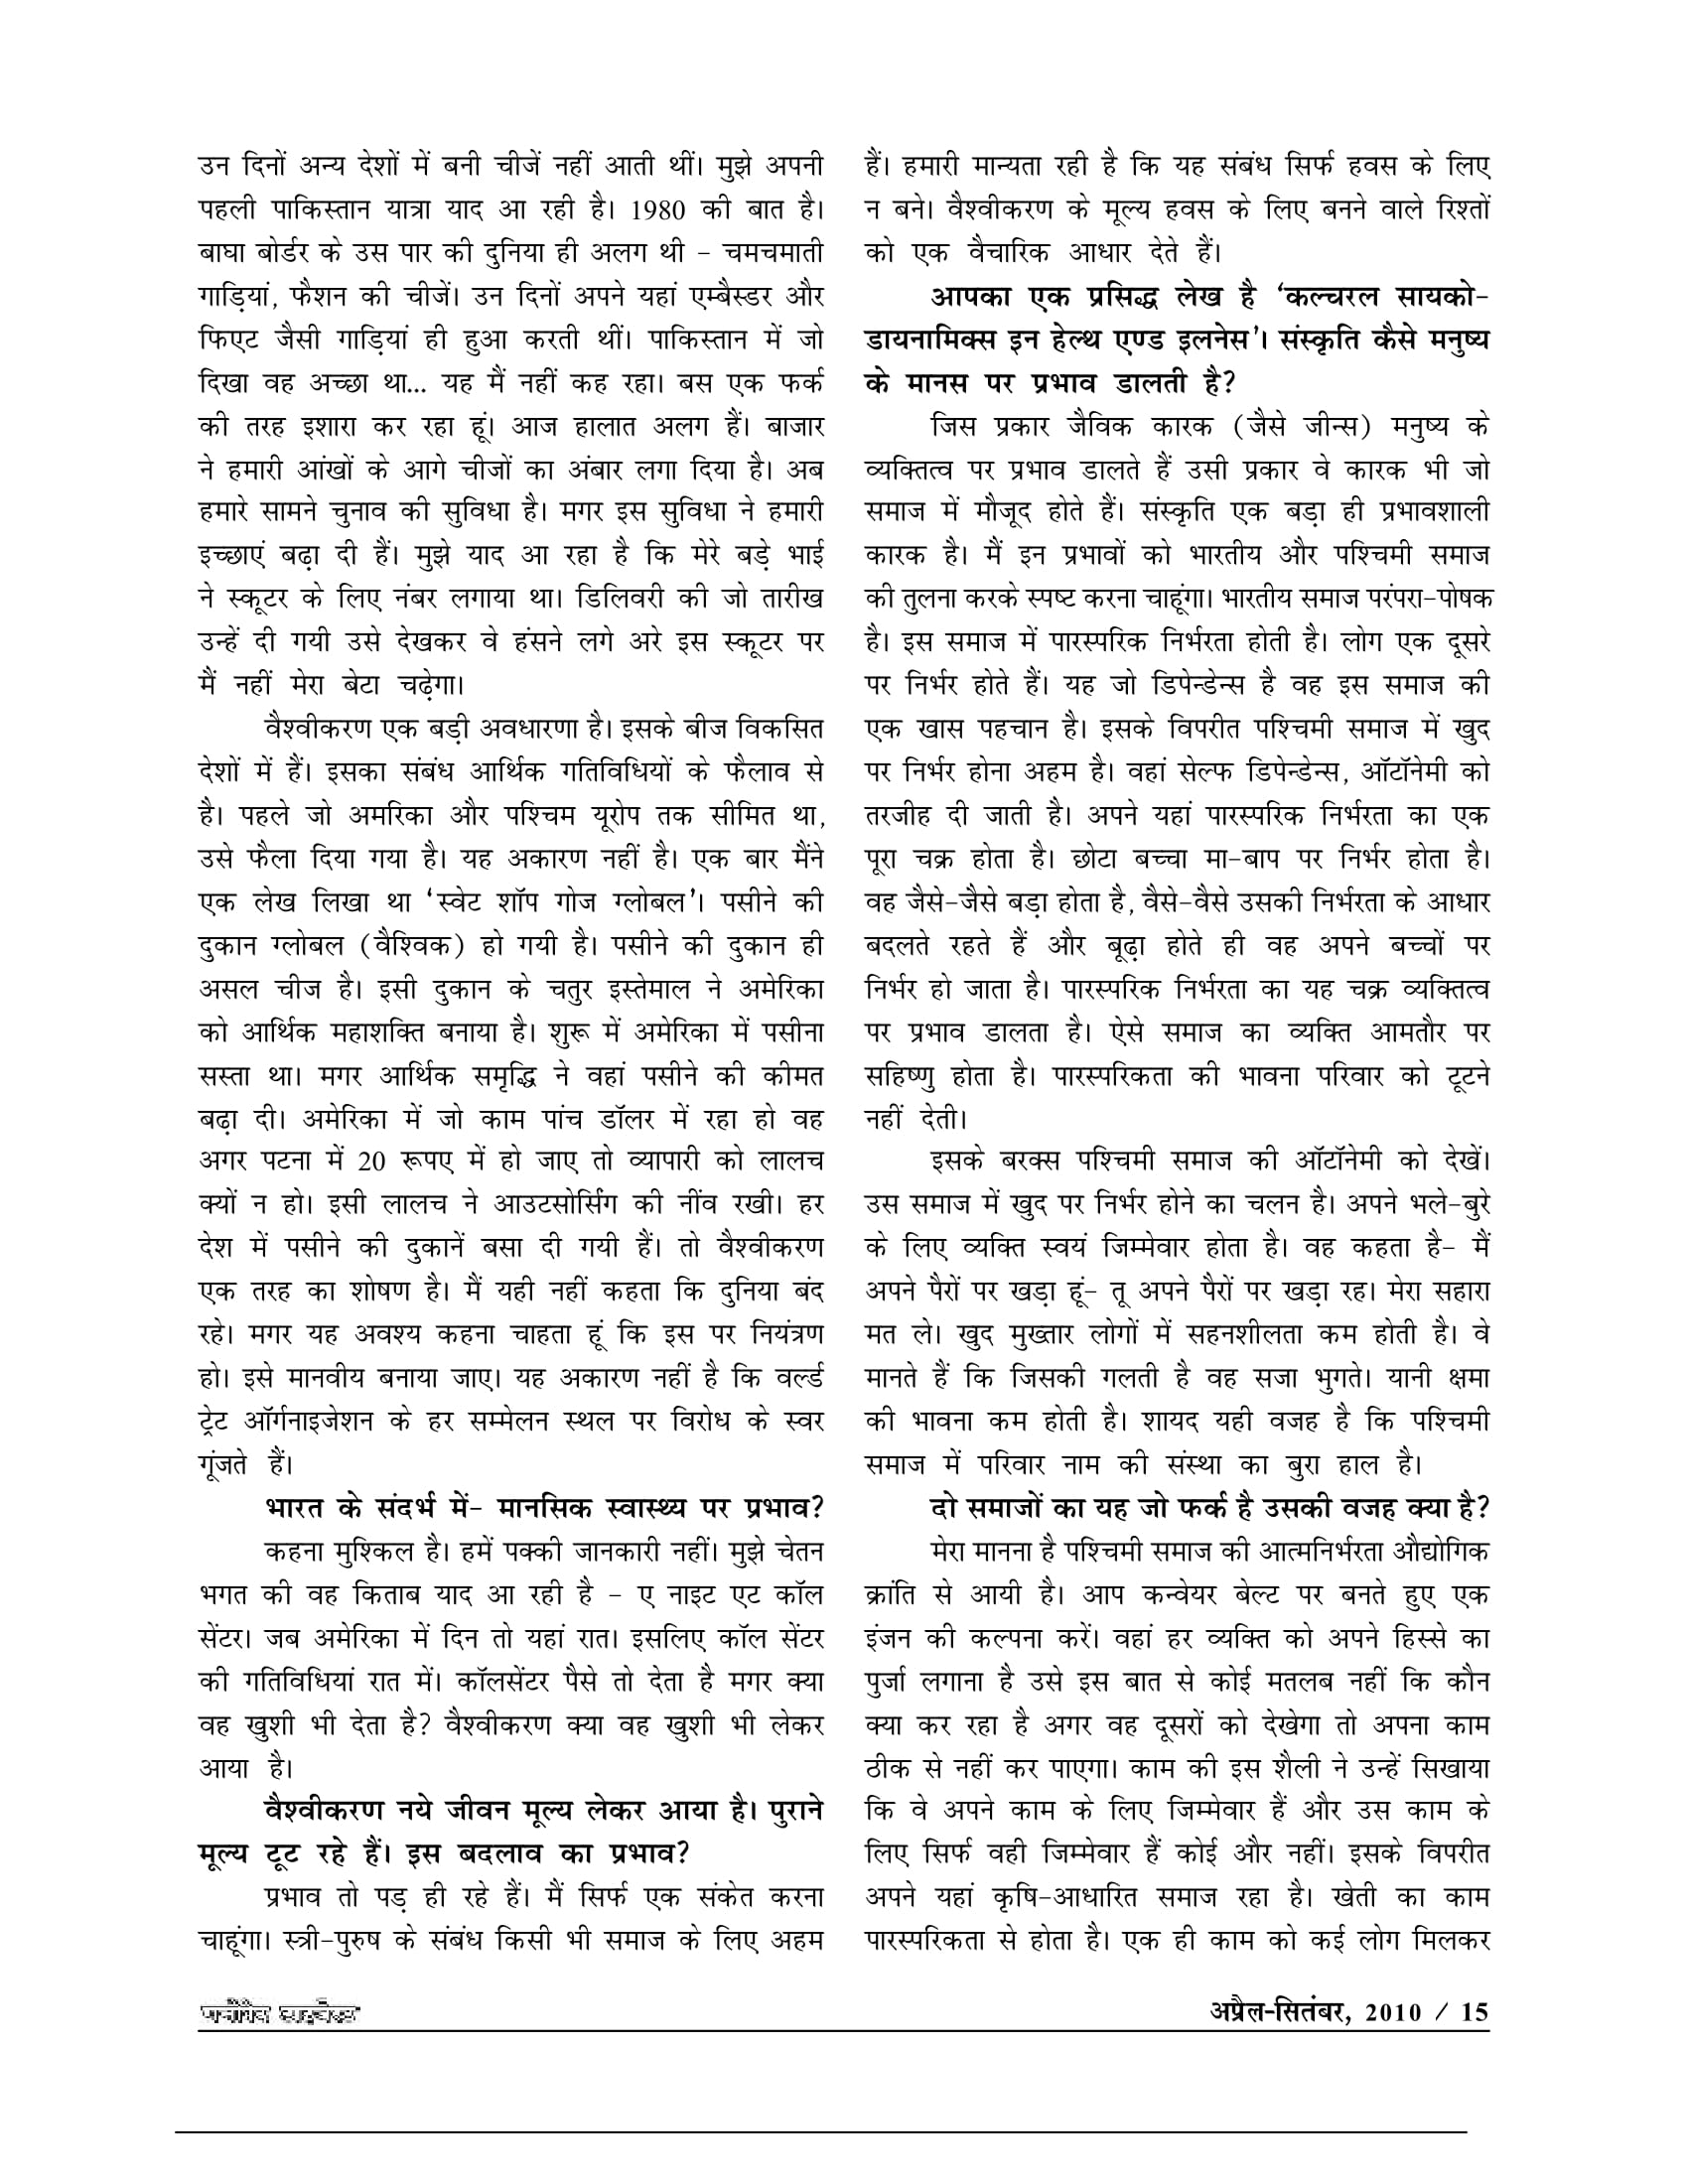 उन दिनों अन्य देशों में बनी चीजें नहीं आती थीं। मुझे अपनी
पहली पाकिस्तान यात्रा याद आ रही है। 1980 की बात है।
बाघा बोर्डर के उस पार की दुनिया ही अलग थी – चमचमाती
गाड़ियां, फैशन की चीजें। उन दिनों अपने यहां एम्बैस्डर और
फिएट जैसी गाड़ियां ही हुआ करती थीं। पाकिस्तान में जो
दिखा वह अच्छा था... यह मैं नहीं कह रहा। बस एक फर्क
की तरह इशारा कर रहा हूं। आज हालात अलग हैं। बाजार
ने हमारी आंखों के आगे चीजों का अंबार लगा दिया है। अब
हमारे सामने चुनाव की सुविधा है। मगर इस सुविधा ने हमारी
इच्छाएं बढ़ा दी हैं। मुझे याद आ रहा है कि मेरे बड़े भाई
ने स्कूटर के लिए नंबर लगाया था। डिलिवरी की जो तारीख
उन्हें दी गयी उसे देखकर वे हंसने लगे अरे इस स्कूटर पर
मैं नहीं मेरा बेटा चढ़ेगा।
वैश्वीकरण एक बड़ी अवधारणा है। इसके बीज विकसित
देशों में हैं। इसका संबंध आर्थिक गतिविधियों के फैलाव से
है। पहले जो अमरिका और पश्चिम यूरोप तक सीमित था,
उसे फैला दिया गया है। यह अकारण नहीं है। एक बार मैंने
एक लेख लिखा था ‘स्वेट शॉप गोज ग्लोबल’। पसीने की
दुकान ग्लोबल (वैश्विक) हो गयी है। पसीने की दुकान ही
असल चीज है। इसी दुकान के चतुर इस्तेमाल ने अमेरिका
को आर्थिक महाशक्ति बनाया है। शुरू में अमेरिका में पसीना
सस्ता था। मगर आर्थिक समृद्धि ने वहां पसीने की कीमत
बढ़ा दी। अमेरिका में जो काम पांच डॉलर में रहा हो वह
अगर पटना में 20 रूपए में हो जाए तो व्यापारी को लालच
क्यों न हो। इसी लालच ने आउटसोर्सिंग की नींव रखी। हर
देश में पसीने की दुकानें बसा दी गयी हैं। तो वैश्वीकरण
एक तरह का शोषण है। मैं यही नहीं कहता कि दुनिया बंद
रहे। मगर यह अवश्य कहना चाहता हूं कि इस पर नियंत्रण
हो। इसे मानवीय बनाया जाए। यह अकारण नहीं है कि वर्ल्ड
ट्रेट ऑर्गनाइजेशन के हर सम्मेलन स्थल पर विरोध के स्वर
गूंजते हैं।
भारत के संदर्भ में– मानसिक स्वास्थ्य पर प्रभाव?
कहना मुश्किल है। हमें पक्की जानकारी नहीं। मुझे चेतन
भगत की वह किताब याद आ रही है – ए नाइट एट कॉल
सेंटर। जब अमेरिका में दिन तो यहां रात। इसलिए कॉल सेंटर
की गतिविधियां रात में। कॉलसेंटर पैसे तो देता है मगर क्या
वह खुशी भी देता है? वैश्वीकरण क्या वह खुशी भी लेकर
आया है।
वैश्वीकरण नये जीवन मूल्य लेकर आया है। पुराने
मूल्य टूट रहे हैं। इस बदलाव का प्रभाव?
प्रभाव तो पड़ ही रहे हैं। मैं सिर्फ एक संकेत करना
चाहूंगा। स्त्री–पुरुष के संबंध किसी भी समाज के लिए अहम
हैं। हमारी मान्यता रही है कि यह संबंध सिर्फ हवस के लिए
न बने। वैश्वीकरण के मूल्य हवस के लिए बनने वाले रिश्तों
को एक वैचारिक आधार देते हैं।
आपका एक प्रसिद्ध लेख है ‘कल्चरल सायको–
डायनामिक्स इन हेल्थ एण्ड इलनेस’। संस्कृति कैसे मनुष्य
के मानस पर प्रभाव डालती है?
जिस प्रकार जैविक कारक (जैसे जीन्स) मनुष्य के
व्यक्तित्व पर प्रभाव डालते हैं उसी प्रकार वे कारक भी जो
समाज में मौजूद होते हैं। संस्कृति एक बड़ा ही प्रभावशाली
कारक है। मैं इन प्रभावों को भारतीय और पश्चिमी समाज
की तुलना करके स्पष्ट करना चाहूंगा। भारतीय समाज परंपरा–पोषक
है। इस समाज में पारस्परिक निर्भरता होती है। लोग एक दूसरे
पर निर्भर होते हैं। यह जो डिपेन्डेन्स है वह इस समाज की
एक खास पहचान है। इसके विपरीत पश्चिमी समाज में खुद
पर निर्भर होना अहम है। वहां सेल्फ डिपेन्डेन्स, ऑटॉनेमी को
तरजीह दी जाती है। अपने यहां पारस्परिक निर्भरता का एक
पूरा चक्र होता है। छोटा बच्चा मा–बाप पर निर्भर होता है।
वह जैसे–जैसे बड़ा होता है, वैसे–वैसे उसकी निर्भरता के आधार
बदलते रहते हैं और बूढ़ा होते ही वह अपने बच्चों पर
निर्भर हो जाता है। पारस्परिक निर्भरता का यह चक्र व्यक्तित्व
पर प्रभाव डालता है। ऐसे समाज का व्यक्ति आमतौर पर
सहिष्णु होता है। पारस्परिकता की भावना परिवार को टूटने
नहीं देती।
इसके बरक्स पश्चिमी समाज की ऑटॉनेमी को देखें।
उस समाज में खुद पर निर्भर होने का चलन है। अपने भले–बुरे
के लिए व्यक्ति स्वयं जिम्मेवार होता है। वह कहता है– मैं
अपने पैरों पर खड़ा हूं– तू अपने पैरों पर खड़ा रह। मेरा सहारा
मत ले। खुद मुख्तार लोगों में सहनशीलता कम होती है। वे
मानते हैं कि जिसकी गलती है वह सजा भुगते। यानी क्षमा
की भावना कम होती है। शायद यही वजह है कि पश्चिमी
समाज में परिवार नाम की संस्था का बुरा हाल है।
दो समाजों का यह जो फर्क है उसकी वजह क्या है?
मेरा मानना है पश्चिमी समाज की आत्मनिर्भरता औद्योगिक
क्रांति से आयी है। आप कन्वेयर बेल्ट पर बनते हुए एक
इंजन की कल्पना करें। वहां हर व्यक्ति को अपने हिस्से का
पुर्जा लगाना है उसे इस बात से कोई मतलब नहीं कि कौन
क्या कर रहा है अगर वह दूसरों को देखेगा तो अपना काम
ठीक से नहीं कर पाएगा। काम की इस शैली ने उन्हें सिखाया
कि वे अपने काम के लिए जिम्मेवार हैं और उस काम के
लिए सिर्फ वही जिम्मेवार हैं कोई और नहीं। इसके विपरीत
अपने यहां कृषि–आधारित समाज रहा है। खेती का काम
पारस्परिकता से होता है। एक ही काम को कई लोग मिलकर
अप्रैल-सितंबर, 2010 / 15